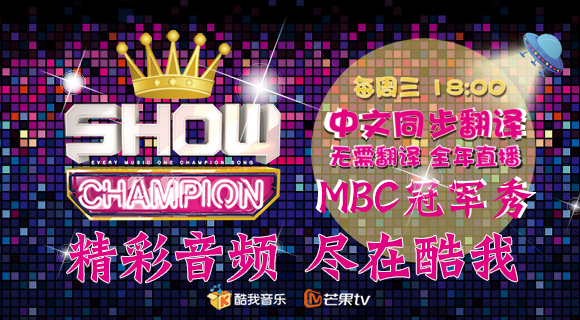 SHOW
EVERY MUSIC ONE CHAMPION SONG
CHAMPION
每周三 18:00
中文同步翻译
无需翻译 全年直播
MBC冠军秀
精彩音频 尽在酷我
酷我音乐 芒果tv